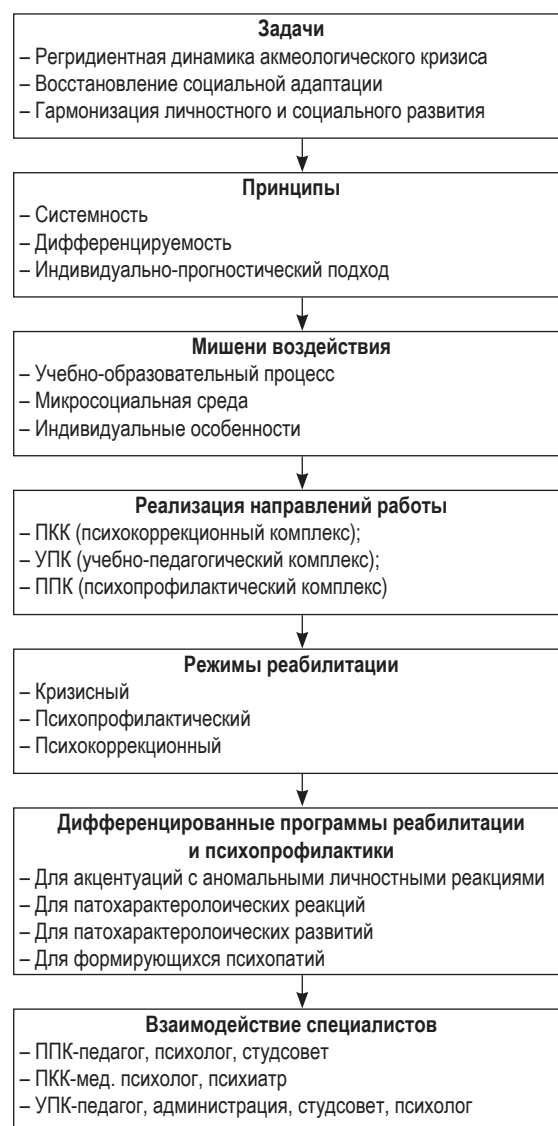 Задачи
– Регридиентная динамика акмеологического кризиса
– Восстановление социальной адаптации
– Гармонизация личностного и социального развития
Принципы
– Системность
– Дифференцируемость
– Индивидуально-прогностический подход
Мишени воздействия
– Учебно-образовательный процесс
– Микросоциальная среда
– Индивидуальные особенности
Реализация направлений работы
– ПКК (психокоррекционный комплекс);
– УПК (учебно-педагогический комплекс);
– ППК (психопрофилактический комплекс)
Режимы реабилитации
– Кризисный
– Психопрофилактический
– Психокоррекционный
Дифференцированные программы реабилитации
и психопрофилактики
– Для акцентуаций с аномальными личностными реакциями
– Для патохарактеролоических реакций
– Для патохарактеролоических развитий
– Для формирующихся психопатий
Взаимодействие специалистов
– ППК-педагог, психолог, студсовет
– ПКК-мед. психолог, психиатр
– УПК-педагог, администрация, студсовет, психолог